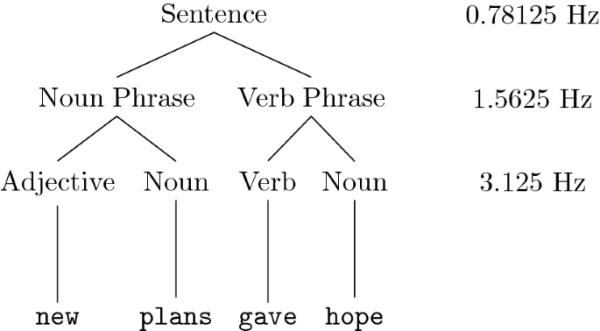 Sentence 0.78125 Hz
Noun Phrase Verb Phrase 1.5625 Hz
Adjective Noun Verb Noun 3.125 Hz
new plans gave hope